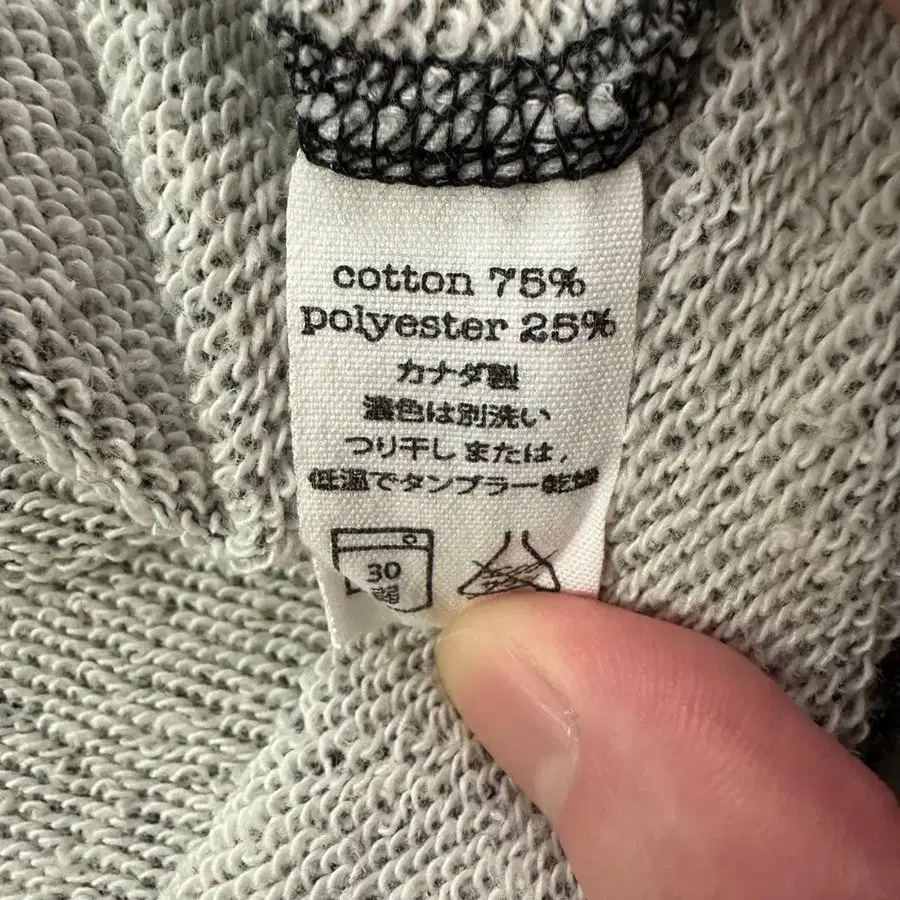 cotton 75%
polyester 25%
カナダ製
濃色は別洗い
つり干し または、
低温でタンブラー乾燥
30